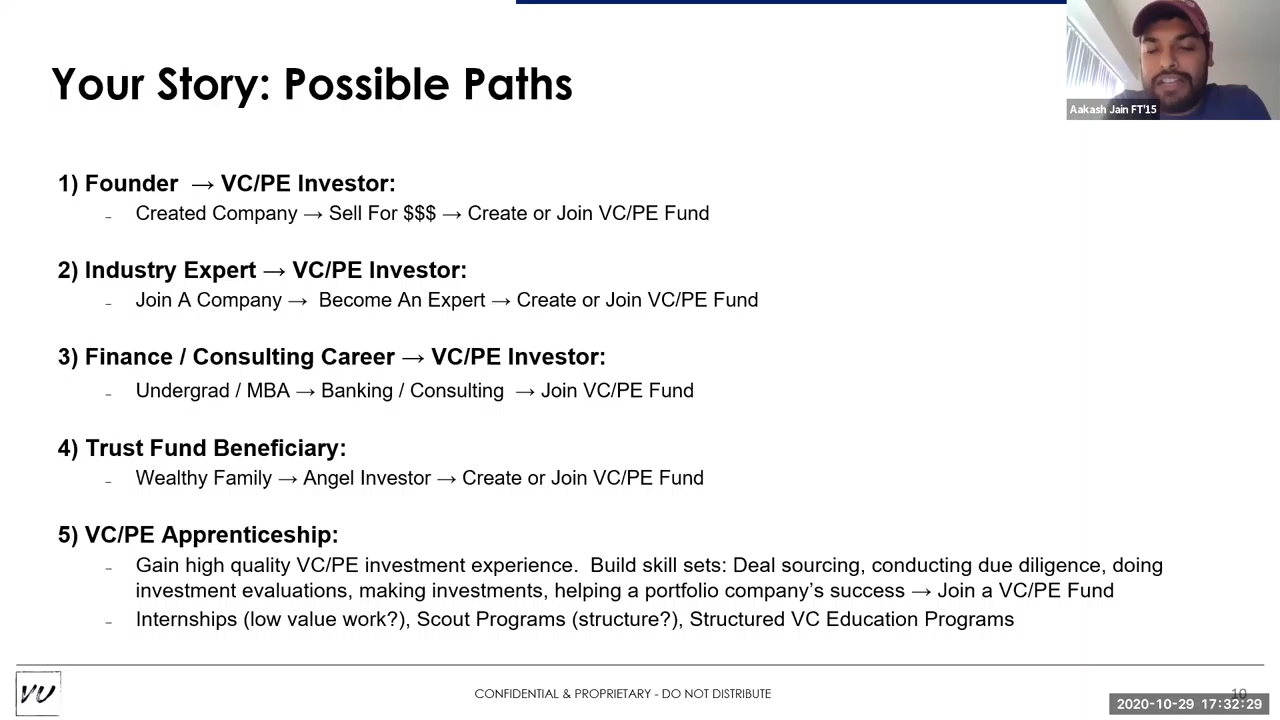 Aakash Jain FT'15
Your Story: Possible Paths
1) Founder → VC/PE Investor:
- Created Company → Sell For $$$ → Create or Join VC/PE Fund
2) Industry Expert → VC/PE Investor:
- Join A Company → Become An Expert → Create or Join VC/PE Fund
3) Finance / Consulting Career → VC/PE Investor:
- Undergrad / MBA → Banking / Consulting → Join VC/PE Fund
4) Trust Fund Beneficiary:
- Wealthy Family → Angel Investor → Create or Join VC/PE Fund
5) VC/PE Apprenticeship:
- Gain high quality VC/PE investment experience. Build skill sets: Deal sourcing, conducting due diligence, doing
investment evaluations, making investments, helping a portfolio company's success → Join a VC/PE Fund
- Internships (low value work?), Scout Programs (structure?), Structured VC Education Programs
VU
CONFIDENTIAL & PROPRIETARY - DO NOT DISTRIBUTE
10
2020-10-29 17:32:29